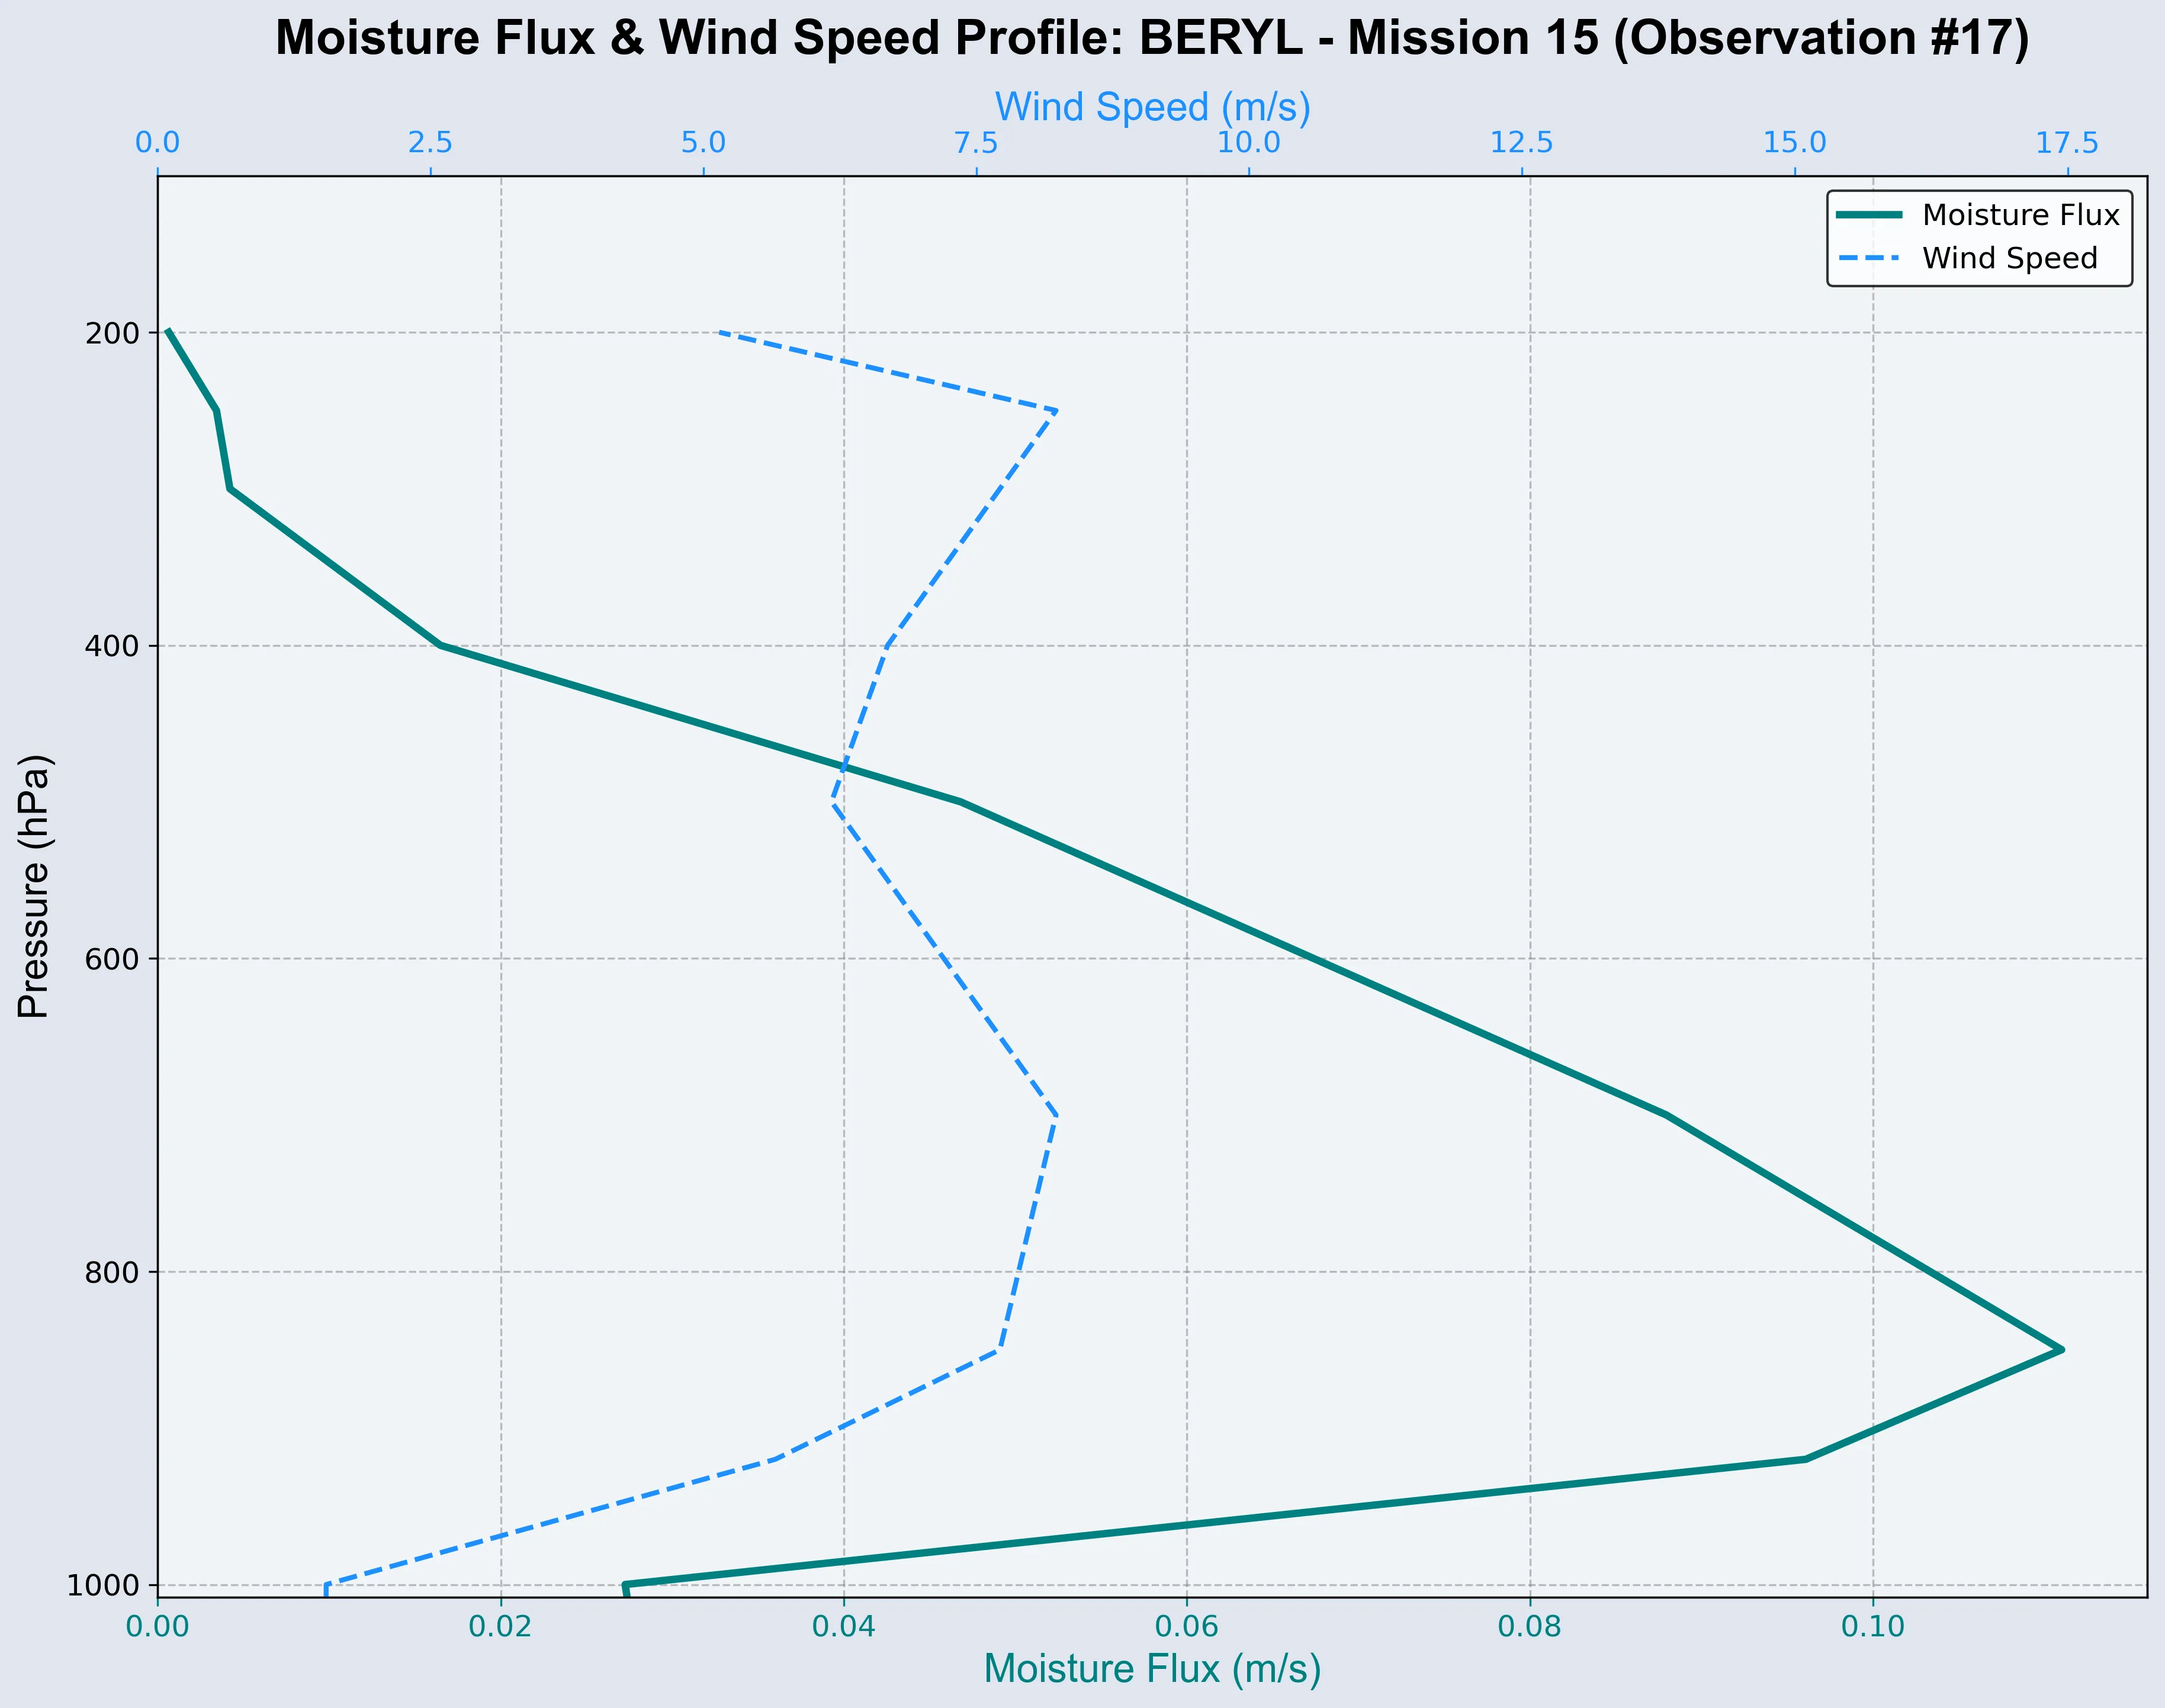 Moisture Flux & Wind Speed Profile: BERYL - Mission 15 (Observation #17)
Wind Speed (m/s)
0.0 2.5 5.0 7.5 10.0 12.5 15.0 17.5
Moisture Flux
Wind Speed
Pressure (hPa)
200
400
600
800
1000
0.00 0.02 0.04 0.06 0.08 0.10
Moisture Flux (m/s)